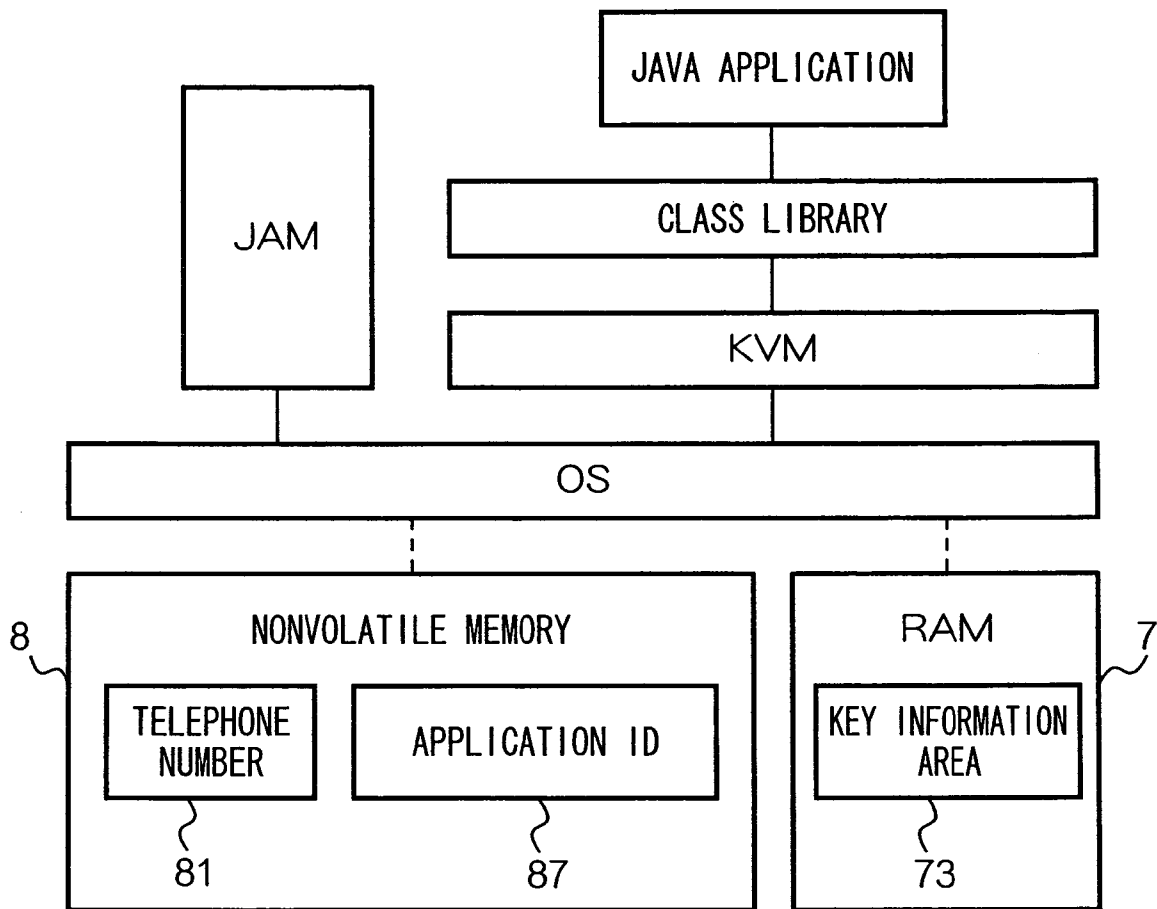 JAVA APPLICATION
JAM
CLASS LIBRARY
KVM
OS
NONVOLATILE MEMORY
RAM
8
7
TELEPHONE
NUMBER
APPLICATION ID
KEY INFORMATION
AREA
81
87
73